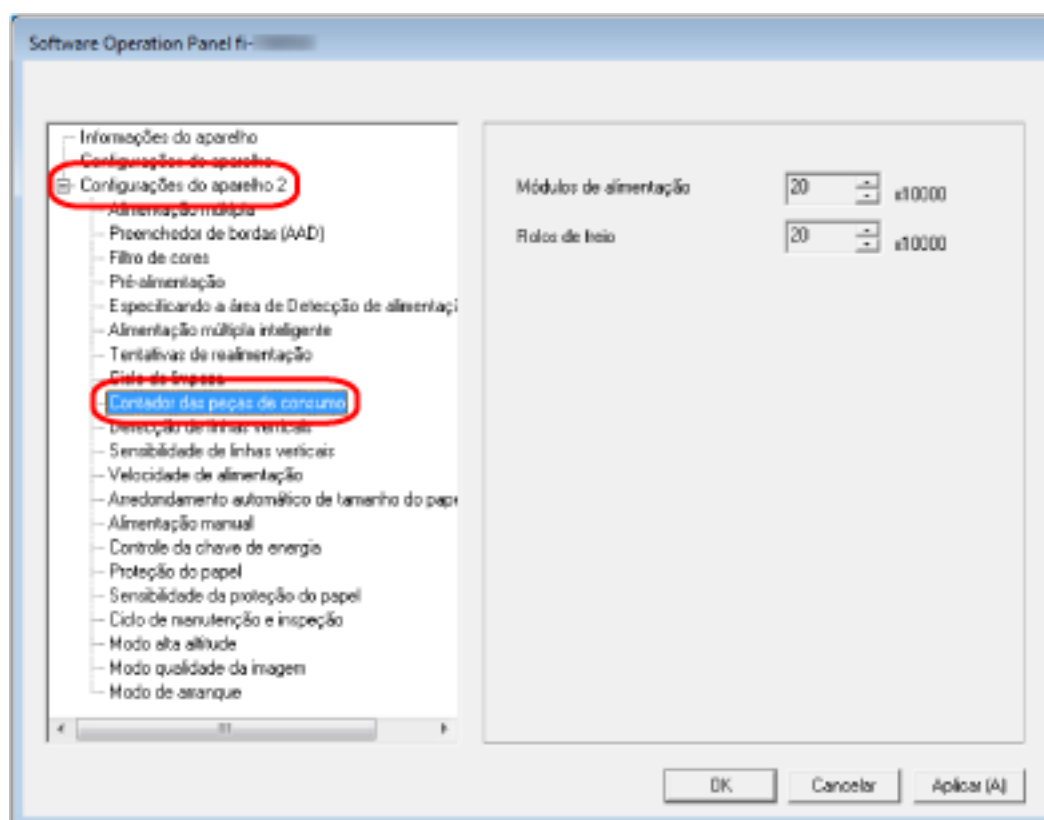 Software Operation Panel fi-
Informações do aparelho
Configurações do aparelho
Configurações do aparelho 2
Alimentação múltipla
Preenchedor de bordas (AAD)
Filtro de cores
Pré-alimentação
Especificando a área de Detecção de alimentaçã
Alimentação múltipla inteligente
Tentativas de realimentação
Ciclo de limpeza
Contador das peças de consumo
Detecção de linhas verticais
Sensibilidade de linhas verticais
Velocidade de alimentação
Arredondamento automático de tamanho do pape
Alimentação manual
Controle da chave de energia
Proteção do papel
Sensibilidade da proteção do papel
Ciclo de manutenção e inspeção
Modo alta altitude
Modo qualidade da imagem
Modo de arranque
Módulos de alimentação 20 x10000
Rolos de freio 20 x10000
OK Cancelar Aplicar (A)